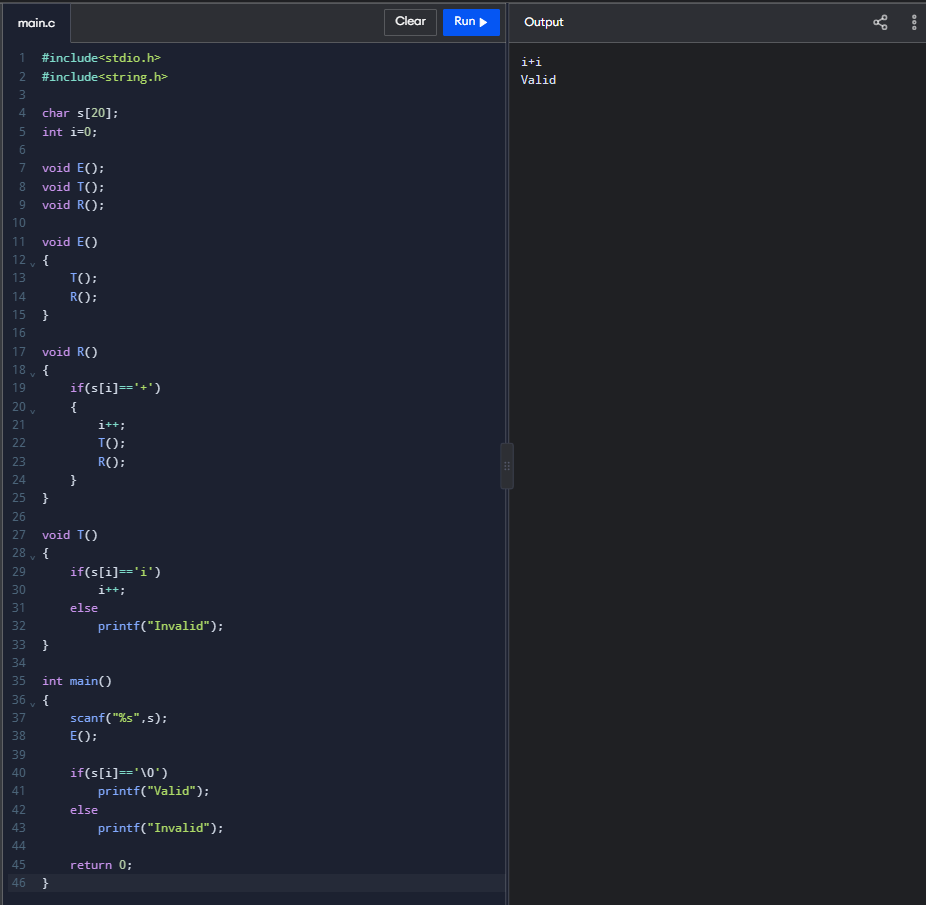 main.c
Clear
Run
Output
1 #include<stdio.h>
2 #include<string.h>
3
4 char s[20];
5 int i=0;
6
7 void E();
8 void T();
9 void R();
10
11 void E()
12 {
13     T();
14     R();
15 }
16
17 void R()
18 {
19     if(s[i]=='+')
20     {
21         i++;
22         T();
23         R();
24     }
25 }
26
27 void T()
28 {
29     if(s[i]=='i')
30         i++;
31     else
32         printf("Invalid");
33 }
34
35 int main()
36 {
37     scanf("%s",s);
38     E();
39
40     if(s[i]=='\0')
41         printf("Valid");
42     else
43         printf("Invalid");
44
45     return 0;
46 }
i+i
Valid